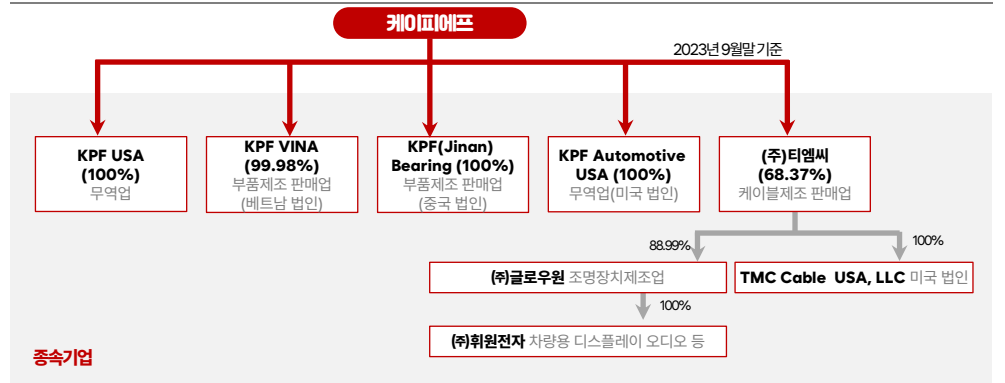 케이피에프
2023년 9월말 기준
KPF USA
(100%)
무역업
KPF VINA
(99.98%)
부품제조 판매업
(베트남 법인)
KPF(Jinan)
Bearing (100%)
부품제조 판매업
(중국 법인)
KPF Automotive
USA (100%)
무역업(미국 법인)
(주)티엠씨
(68.37%)
케이블제조 판매업
88.99%
100%
(주)글로우원 조명장치제조업
TMC Cable USA, LLC 미국 법인
100%
(주)휘원전자 차량용 디스플레이 오디오 등
종속기업